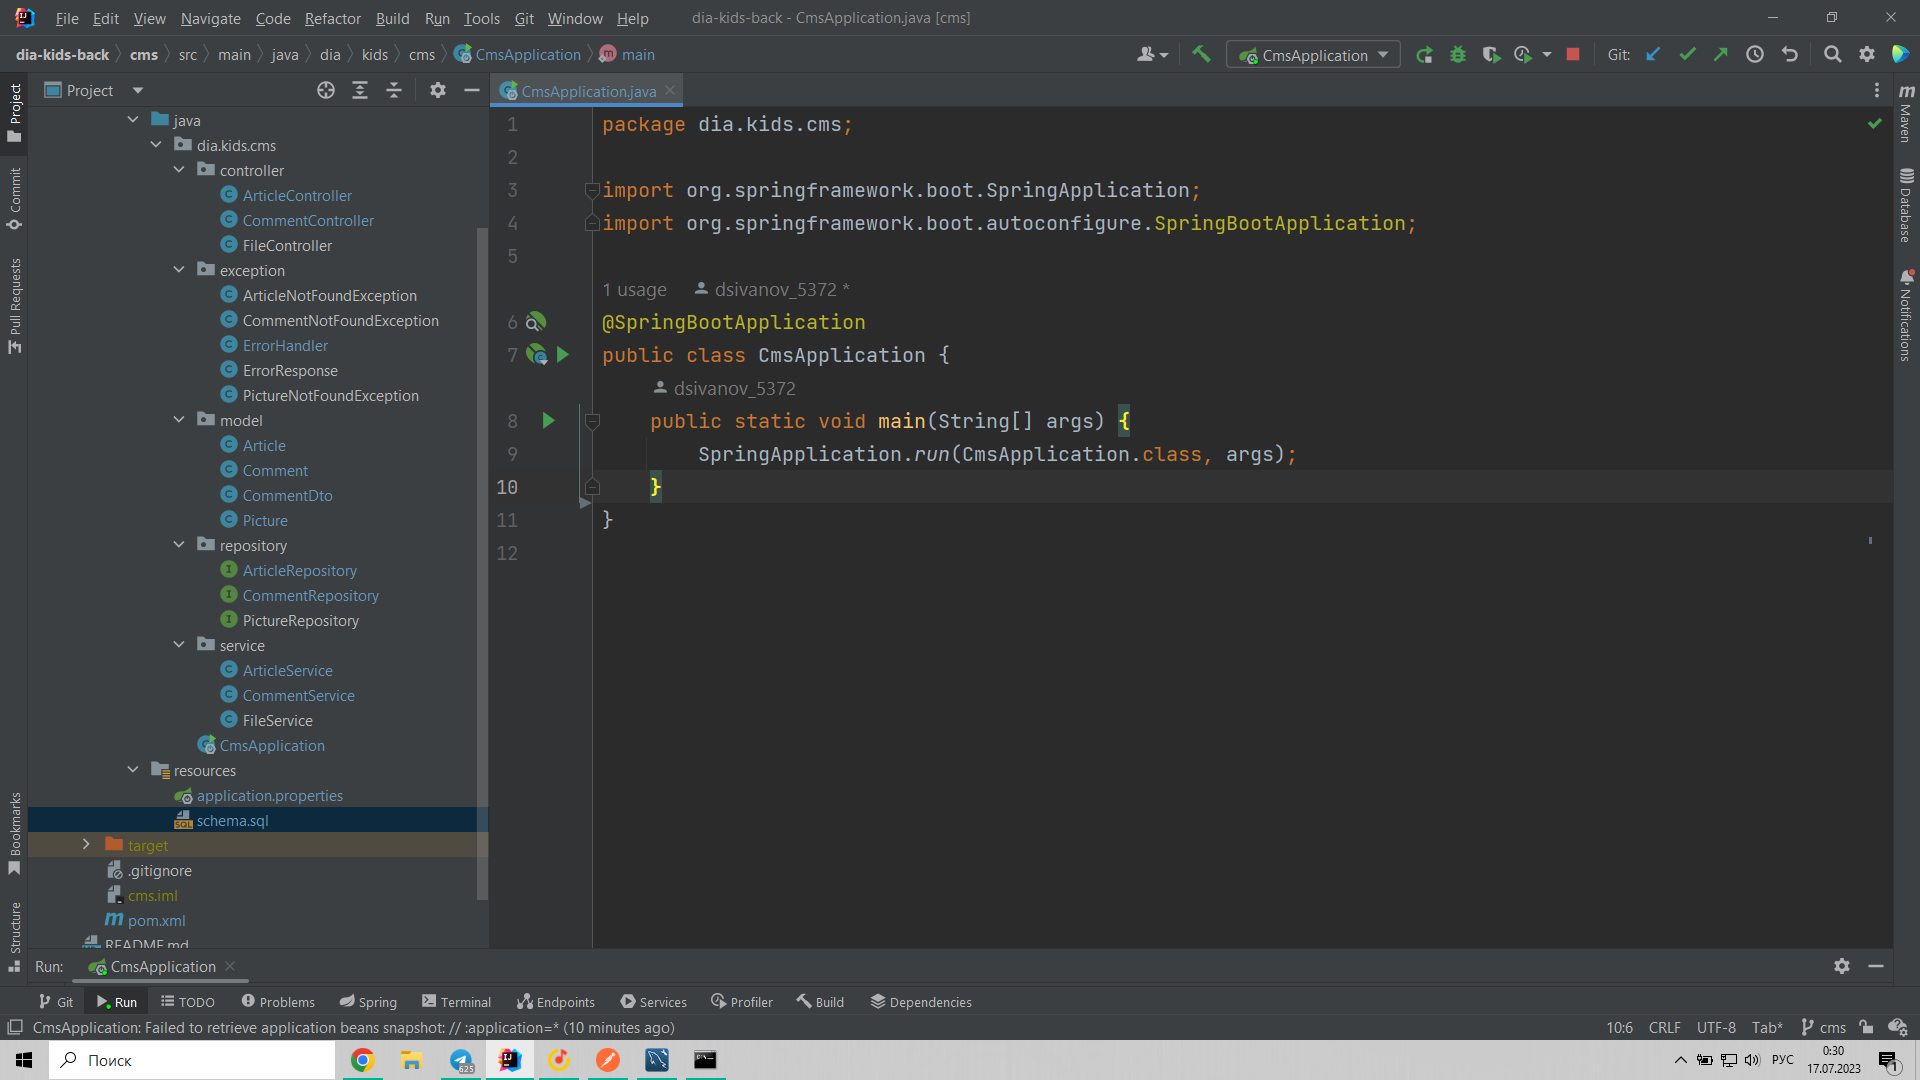 File Edit View Navigate Code Refactor Build Run Tools Git Window Help dia-kids-back - CmsApplication.java [cms]
dia-kids-back cms src main java dia kids cms CmsApplication m main CmsApplication Git:
Project CmsApplication.java
java
dia.kids.cms
controller
ArticleController
CommentController
FileController
exception
ArticleNotFoundException
CommentNotFoundException
ErrorHandler
ErrorResponse
PictureNotFoundException
model
Article
Comment
CommentDto
Picture
repository
ArticleRepository
CommentRepository
PictureRepository
service
ArticleService
CommentService
FileService
CmsApplication
resources
application.properties
schema.sql
target
.gitignore
cms.iml
pom.xml
README.md
1 package dia.kids.cms;
2
3 import org.springframework.boot.SpringApplication;
4 import org.springframework.boot.autoconfigure.SpringBootApplication;
5
1 usage dsivanov_5372 *
6 @SpringBootApplication
7 public class CmsApplication {
dsivanov_5372
8 public static void main(String[] args) {
9 SpringApplication.run(CmsApplication.class, args);
10 }
11 }
12
Project
Commit
Pull Requests
Bookmarks
Structure
Maven
Database
Notifications
Run: CmsApplication
Git Run TODO Problems Spring Terminal Endpoints Services Profiler Build Dependencies
CmsApplication: Failed to retrieve application beans snapshot: // :application=* (10 minutes ago) 10:6 CRLF UTF-8 Tab* cms
Поиск 625 РУС 0:30
17.07.2023 1